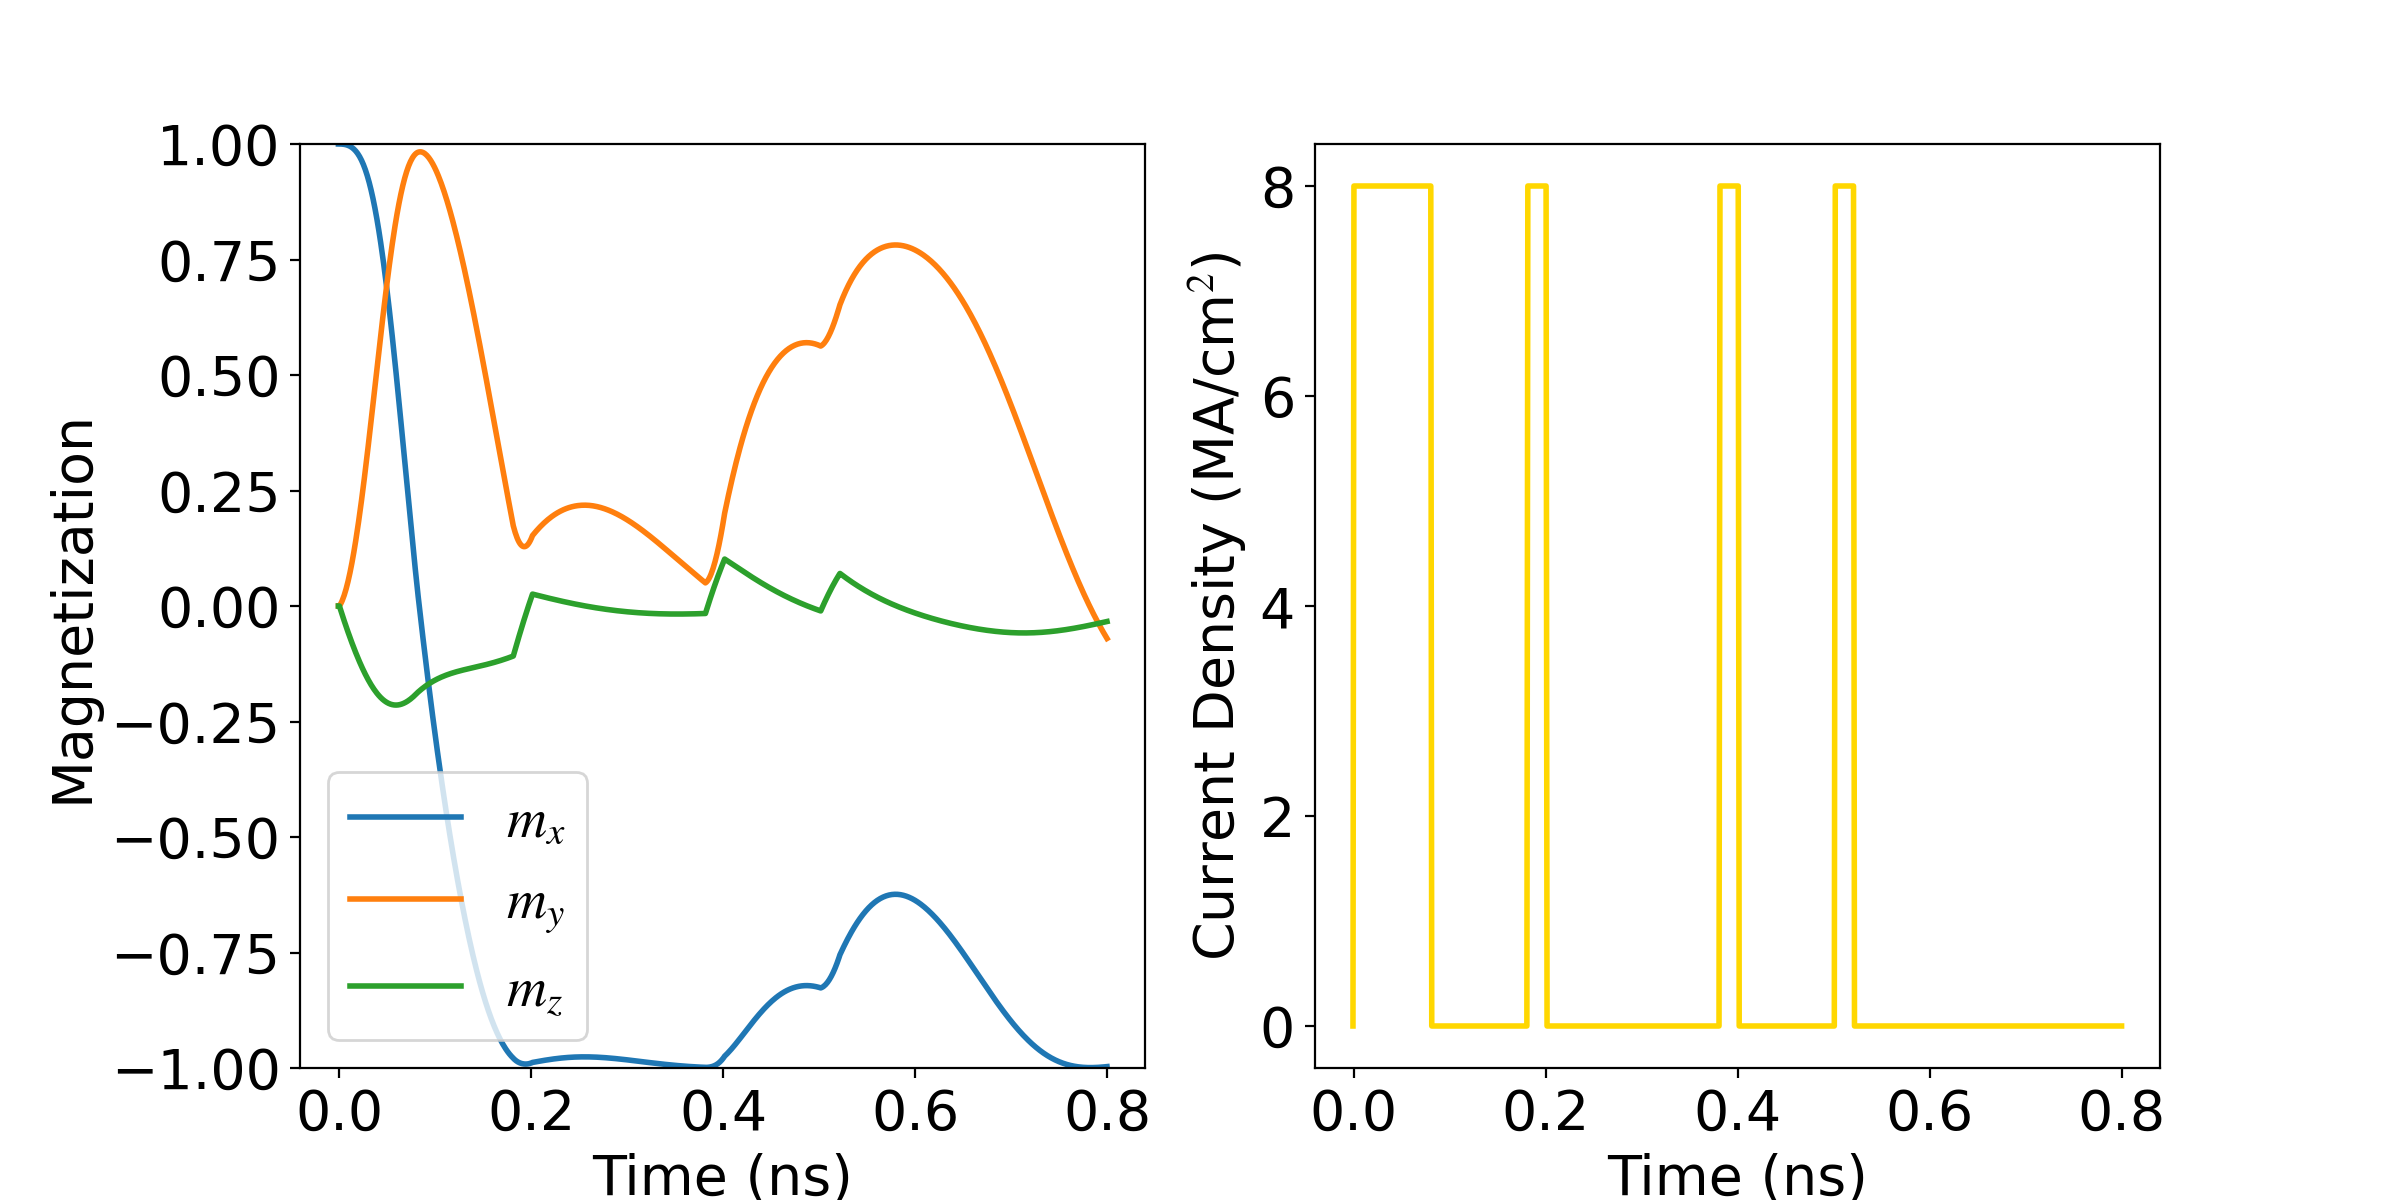 Magnetization
1.00
0.75
0.50
0.25
0.00
−0.25
−0.50
−0.75
−1.00
m_x
m_y
m_z
0.0 0.2 0.4 0.6 0.8
Time (ns)
Current Density (MA/cm²)
8
6
4
2
0
0.0 0.2 0.4 0.6 0.8
Time (ns)